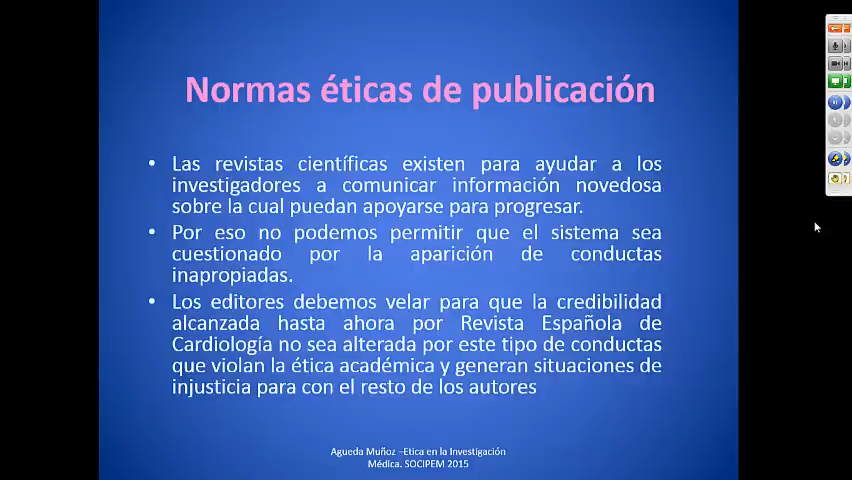 Normas éticas de publicación
• Las revistas científicas existen para ayudar a los
investigadores a comunicar información novedosa
sobre la cual puedan apoyarse para progresar.
• Por eso no podemos permitir que el sistema sea
cuestionado por la aparición de conductas
inapropiadas.
• Los editores debemos velar para que la credibilidad
alcanzada hasta ahora por Revista Española de
Cardiología no sea alterada por este tipo de conductas
que violan la ética académica y generan situaciones de
injusticia para con el resto de los autores
Agueda Muñoz –Etica en la Investigación
Médica. SOCIPEM 2015